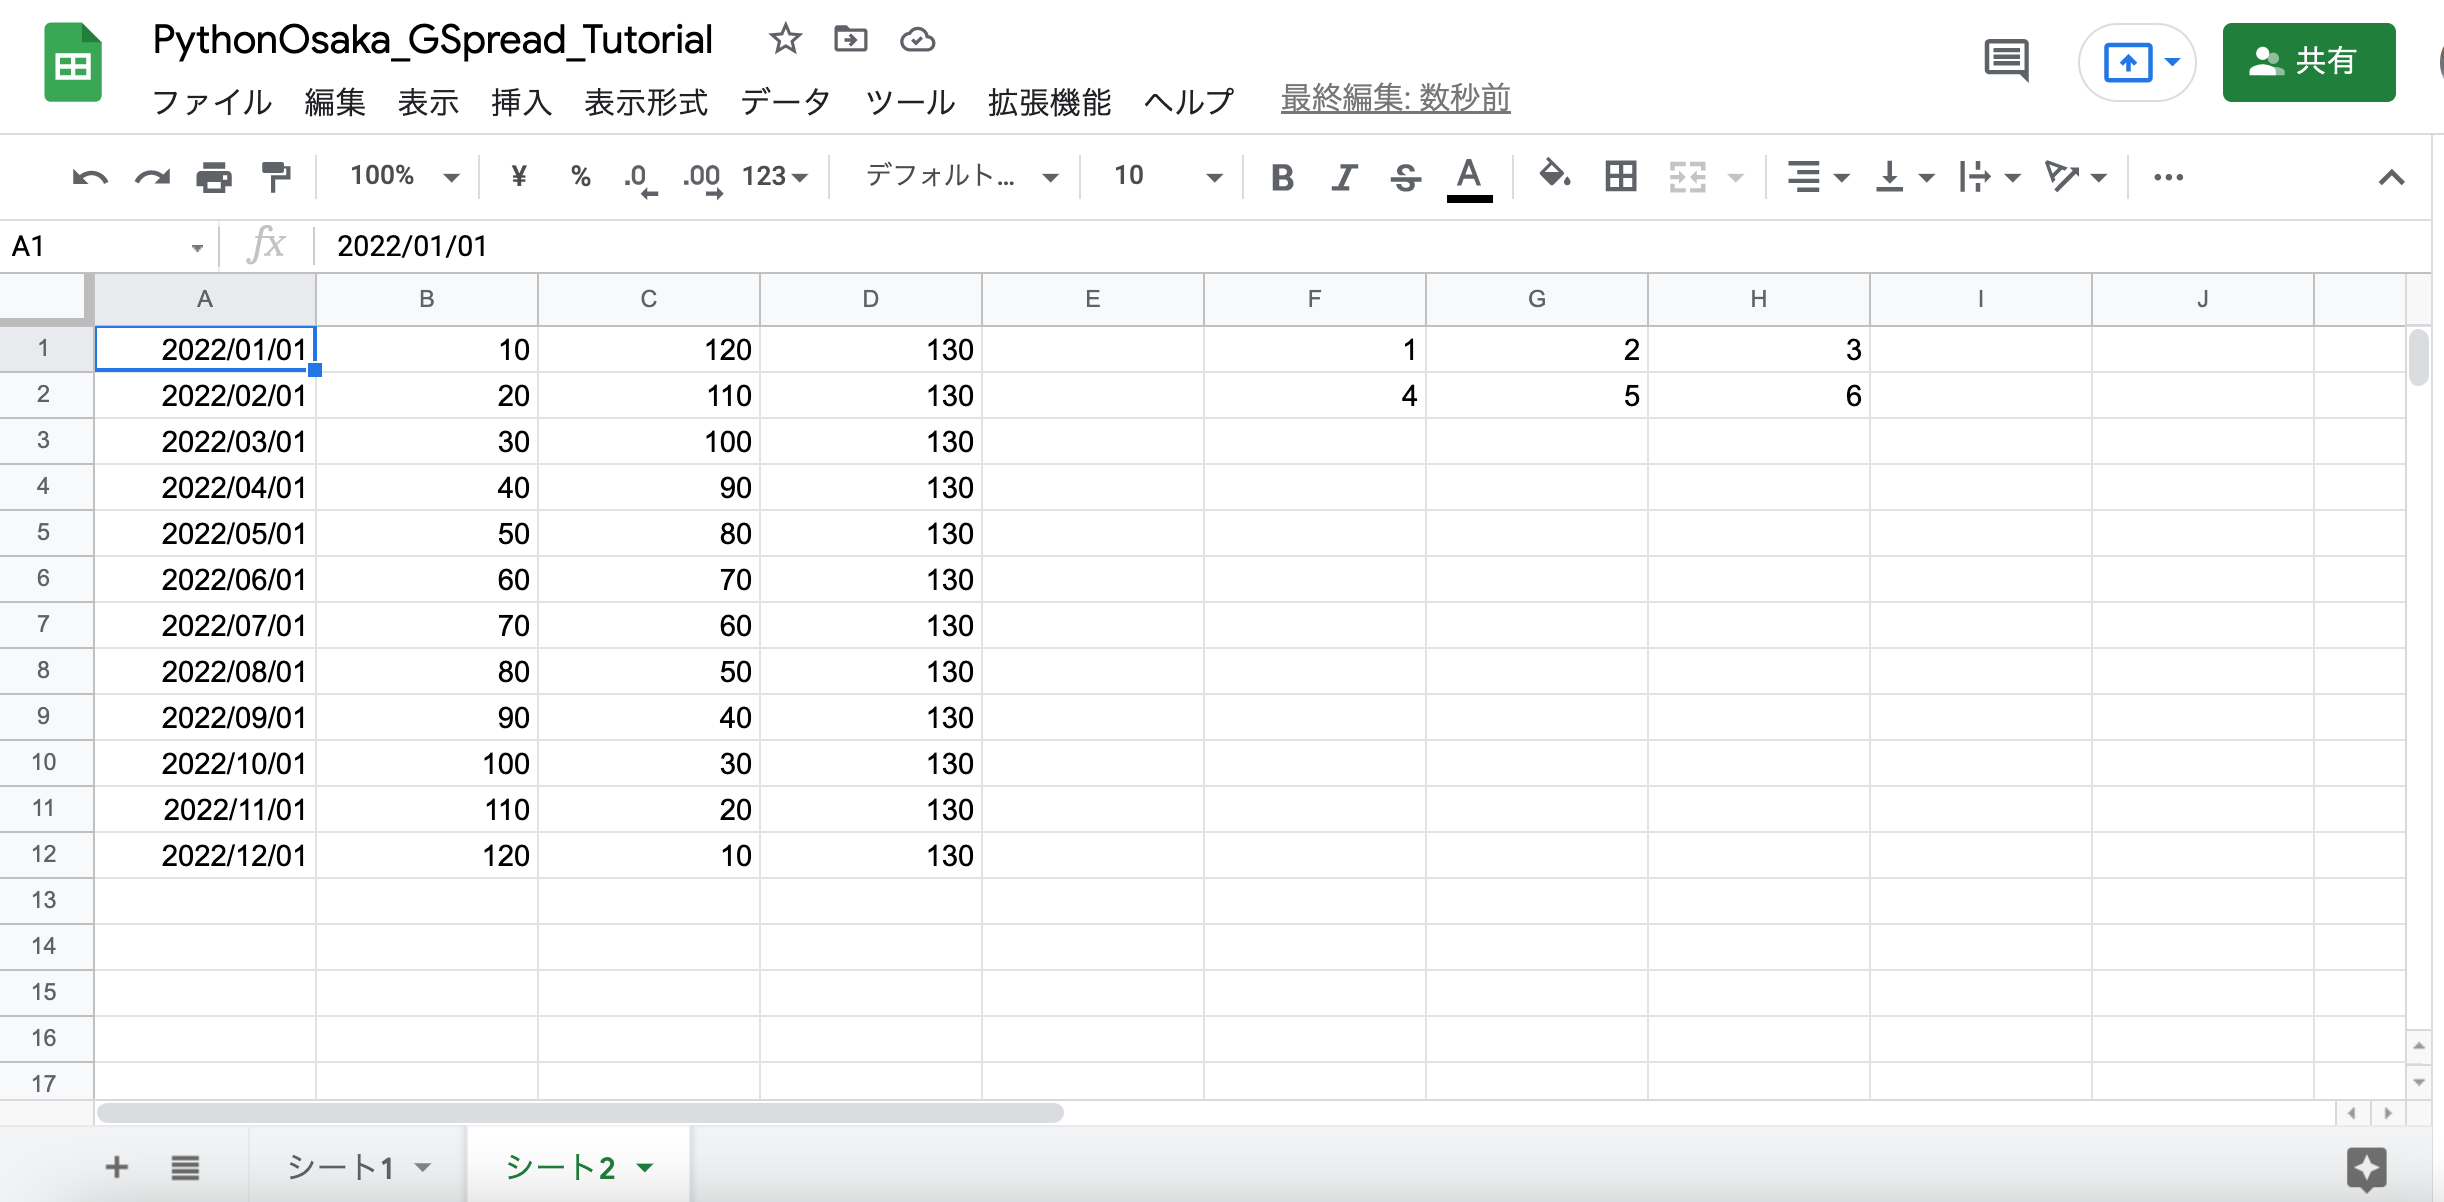 PythonOsaka_GSpread_Tutorial
ファイル 編集 表示 挿入 表示形式 データ ツール 拡張機能 ヘルプ 最終編集: 数秒前
共有
100% ¥ % .0 .00 123 デフォルト... 10 B I S A
A1 fx 2022/01/01
A B C D E F G H I J
1 2022/01/01 10 120 130 1 2 3
2 2022/02/01 20 110 130 4 5 6
3 2022/03/01 30 100 130
4 2022/04/01 40 90 130
5 2022/05/01 50 80 130
6 2022/06/01 60 70 130
7 2022/07/01 70 60 130
8 2022/08/01 80 50 130
9 2022/09/01 90 40 130
10 2022/10/01 100 30 130
11 2022/11/01 110 20 130
12 2022/12/01 120 10 130
13
14
15
16
17
シート1 シート2